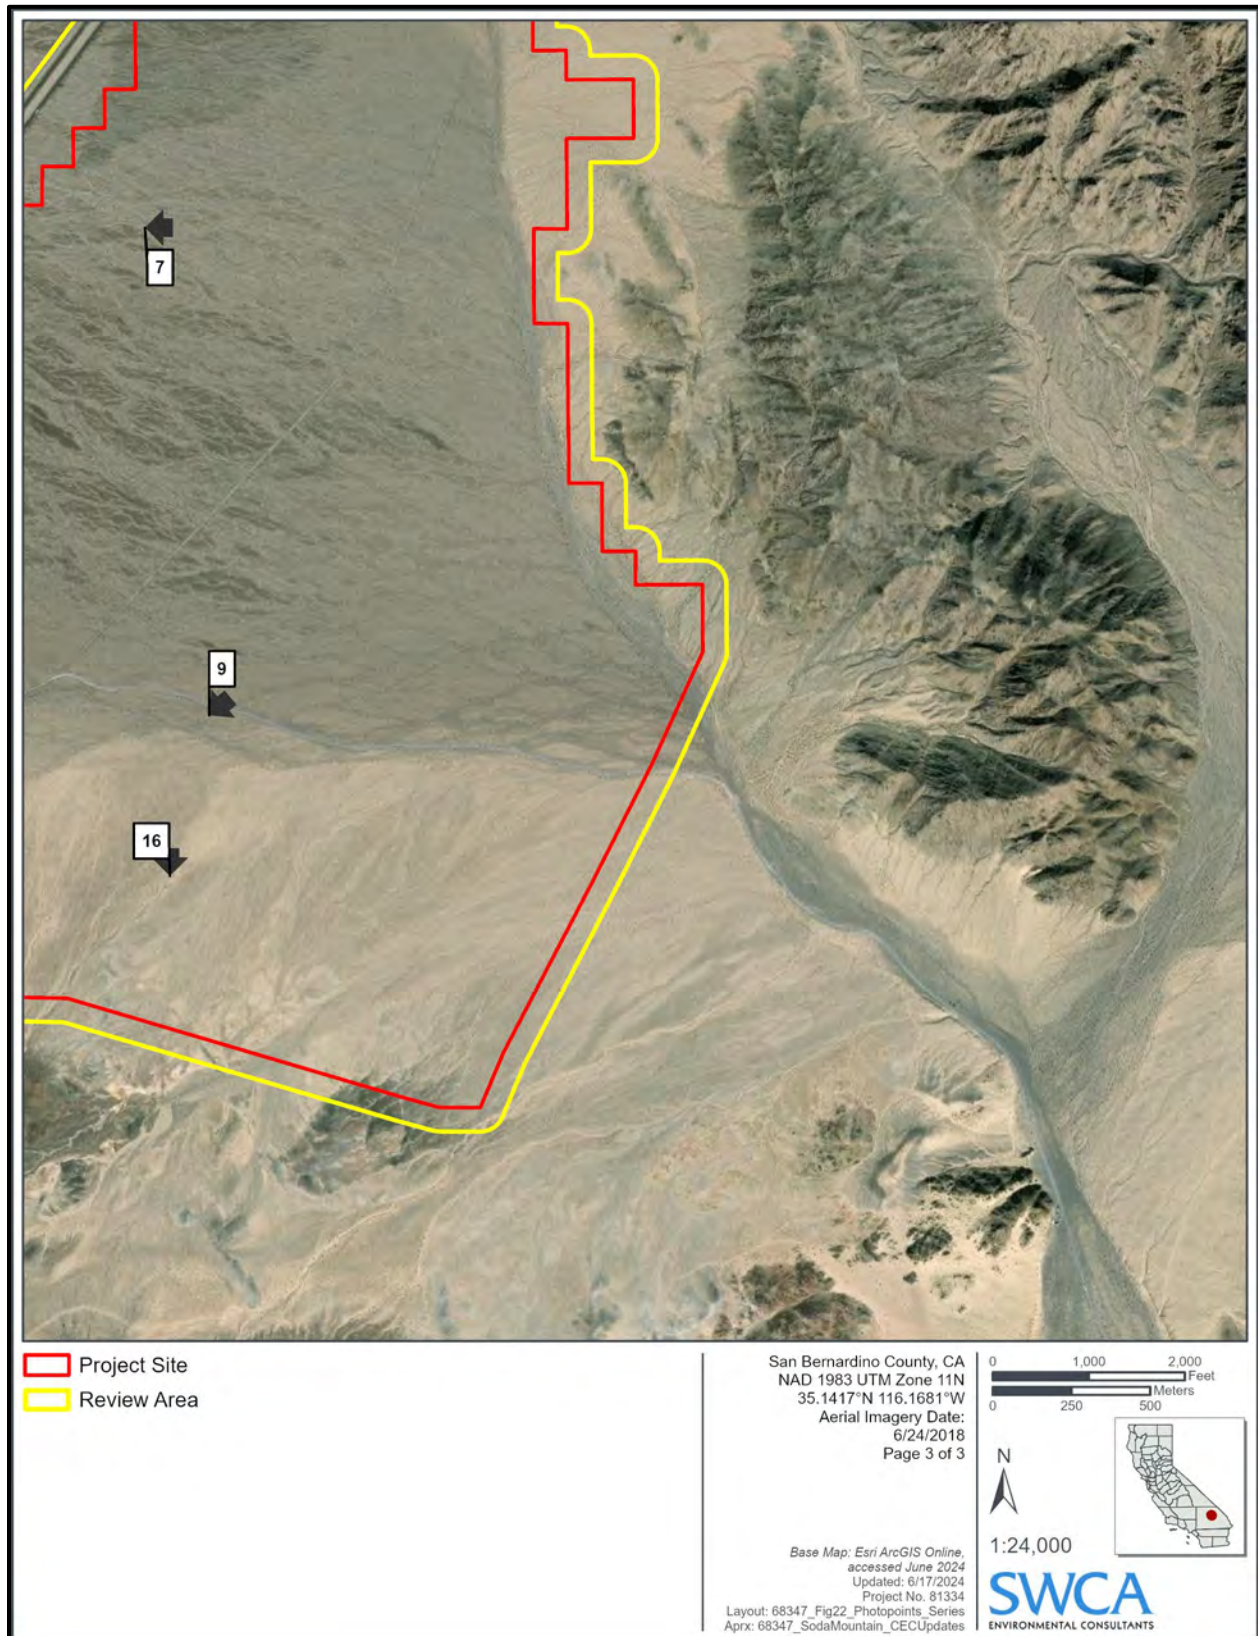 7
9
16
Project Site
Review Area
San Bernardino County, CA
NAD 1983 UTM Zone 11N
35.1417°N 116.1681°W
Aerial Imagery Date:
6/24/2018
Page 3 of 3
Base Map: Esri ArcGIS Online,
accessed June 2024
Updated: 6/17/2024
Project No. 81334
Layout: 68347_Fig22_Photopoints_Series
Aprx: 68347_SodaMountain_CECUpdates
0 1,000 2,000
Feet
Meters
0 250 500
N
1:24,000
SWCA
ENVIRONMENTAL CONSULTANTS